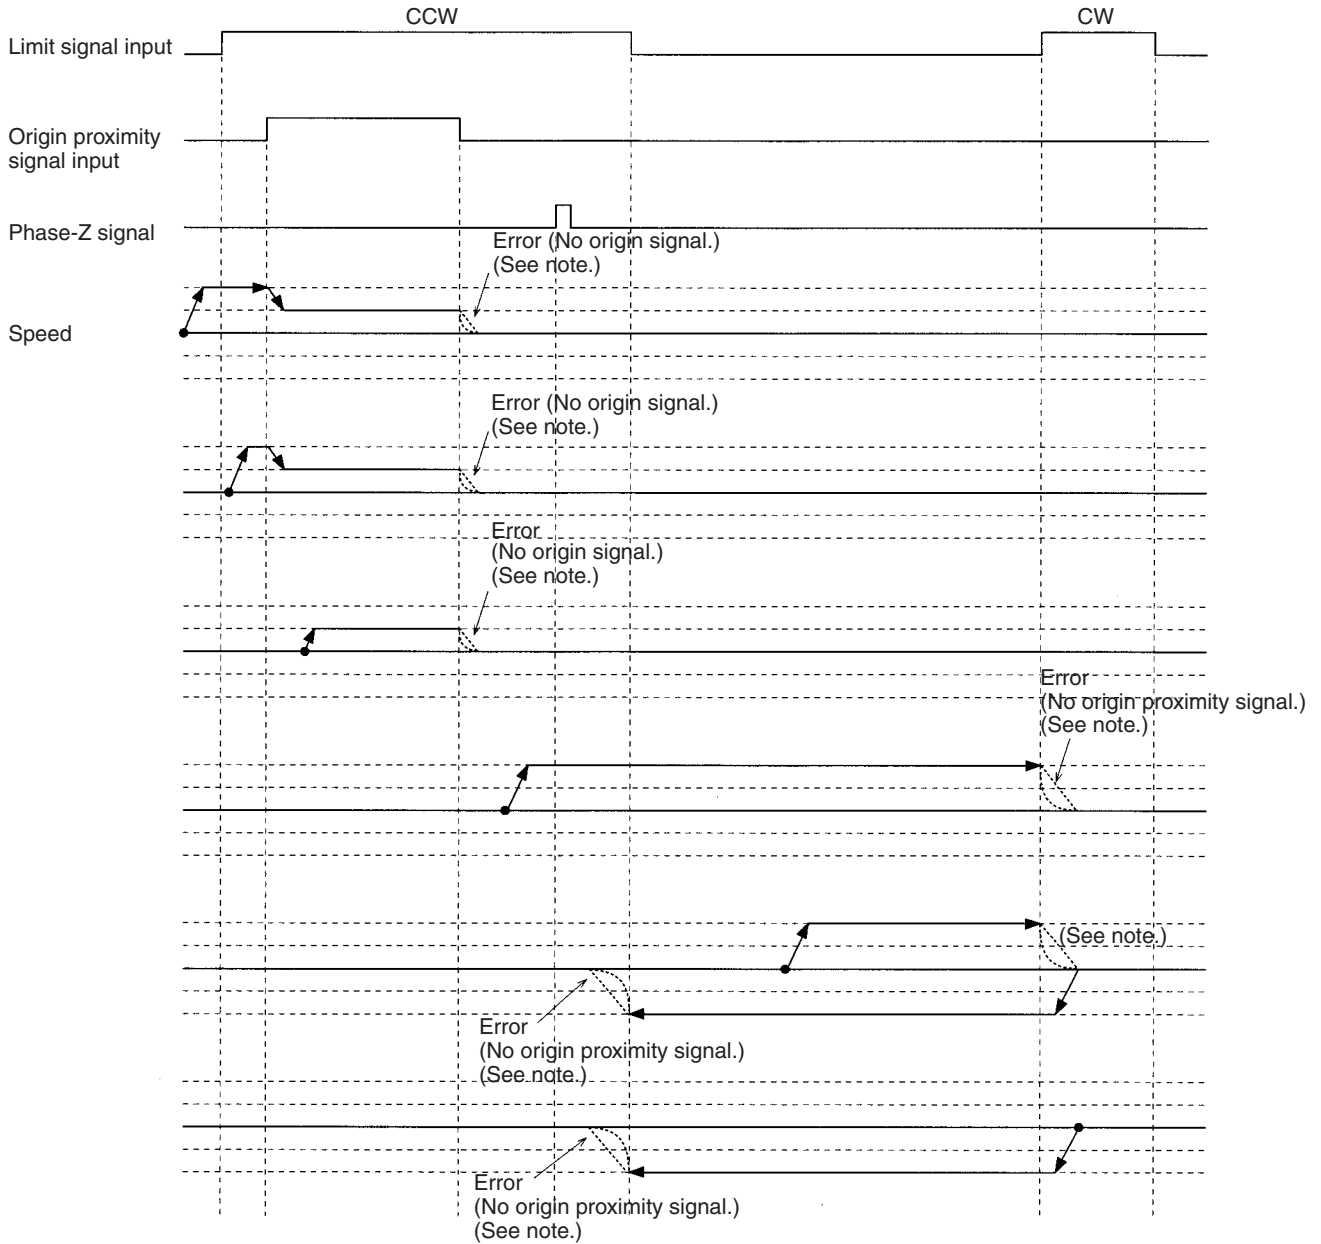 CCW
CW
Limit signal input
Origin proximity
signal input
Phase-Z signal
Error (No origin signal.)
(See note.)
Speed
Error (No origin signal.)
(See note.)
Error
(No origin signal.)
(See note.)
Error
(No origin proximity signal.)
(See note.)
(See note.)
Error
(No origin proximity signal.)
(See note.)
Error
(No origin proximity signal.)
(See note.)